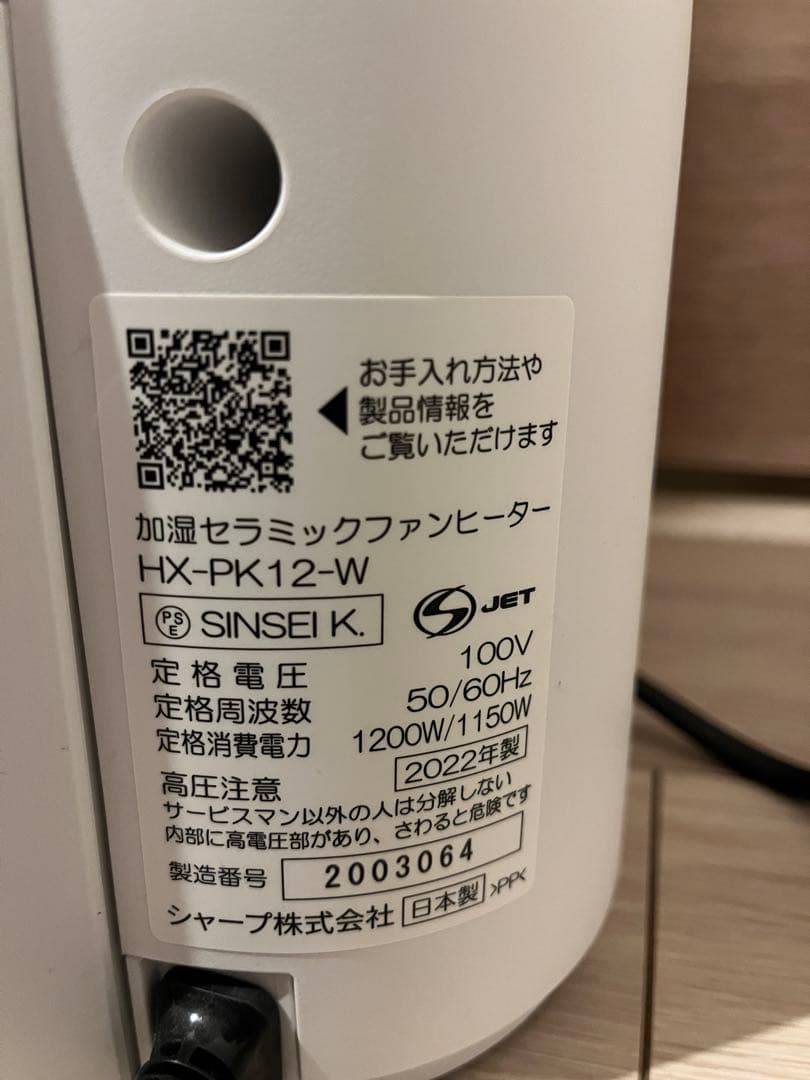 お手入れ方法や
◀製品情報を
ご覧いただけます
加湿セラミックファンヒーター
HX-PK12-W
PSE SINSEI K. JET
定格電圧 100V
定格周波数 50/60Hz
定格消費電力 1200W/1150W
2022年製
高圧注意
サービスマン以外の人は分解しない
内部に高電圧部があり、さわると危険です
製造番号 2003064
シャープ株式会社 日本製 >PP<